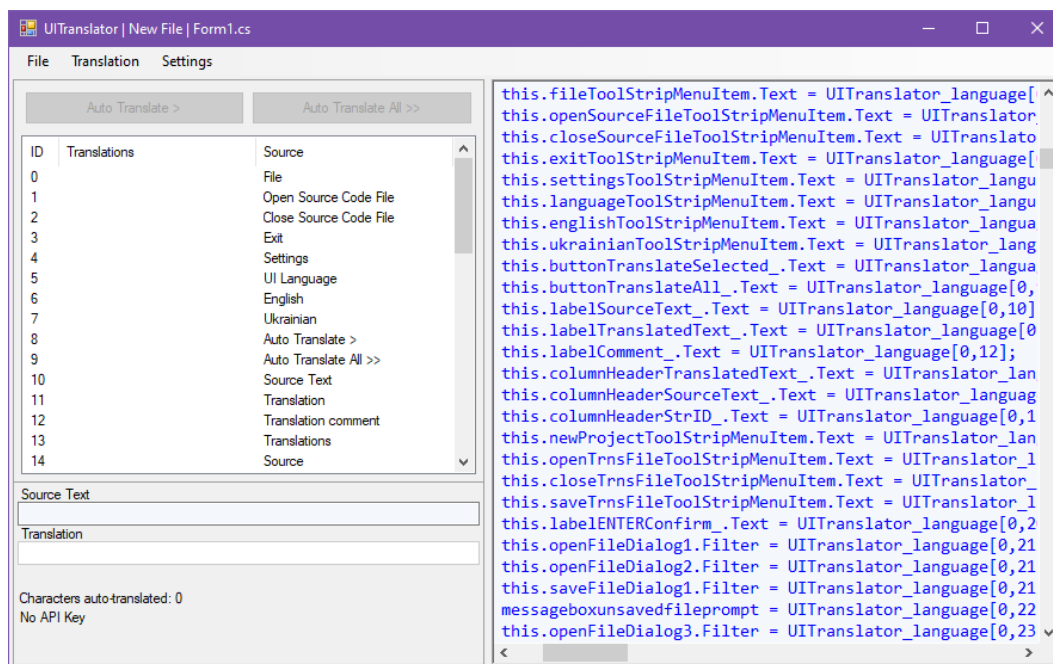 UITranslator | New File | Form1.cs
File Translation Settings
Auto Translate > Auto Translate All >>
ID Translations Source
0 File
1 Open Source Code File
2 Close Source Code File
3 Exit
4 Settings
5 UI Language
6 English
7 Ukrainian
8 Auto Translate >
9 Auto Translate All >>
10 Source Text
11 Translation
12 Translation comment
13 Translations
14 Source
Source Text
Translation
Characters auto-translated: 0
No API Key
this.fileToolStripMenuItem.Text = UITranslator_language[
this.openSourceFileToolStripMenuItem.Text = UITranslator_
this.closeSourceFileToolStripMenuItem.Text = UITranslato
this.exitToolStripMenuItem.Text = UITranslator_language[
this.settingsToolStripMenuItem.Text = UITranslator_langu
this.languageToolStripMenuItem.Text = UITranslator_langu
this.englishToolStripMenuItem.Text = UITranslator_langua
this.ukrainianToolStripMenuItem.Text = UITranslator_lang
this.buttonTranslateSelected_.Text = UITranslator_langua
this.buttonTranslateAll_.Text = UITranslator_language[0,
this.labelSourceText_.Text = UITranslator_language[0,10]
this.labelTranslatedText_.Text = UITranslator_language[0
this.labelComment_.Text = UITranslator_language[0,12];
this.columnHeaderTranslatedText_.Text = UITranslator_lan
this.columnHeaderSourceText_.Text = UITranslator_languag
this.columnHeaderStrID_.Text = UITranslator_language[0,1
this.newProjectToolStripMenuItem.Text = UITranslator_lan
this.openTrnsFileToolStripMenuItem.Text = UITranslator_l
this.closeTrnsFileToolStripMenuItem.Text = UITranslator_
this.saveTrnsFileToolStripMenuItem.Text = UITranslator_l
this.labelENTERConfirm_.Text = UITranslator_language[0,2
this.openFileDialog1.Filter = UITranslator_language[0,21
this.openFileDialog2.Filter = UITranslator_language[0,21
this.saveFileDialog1.Filter = UITranslator_language[0,21
messageboxunsavedfileprompt = UITranslator_language[0,22
this.openFileDialog3.Filter = UITranslator_language[0,23